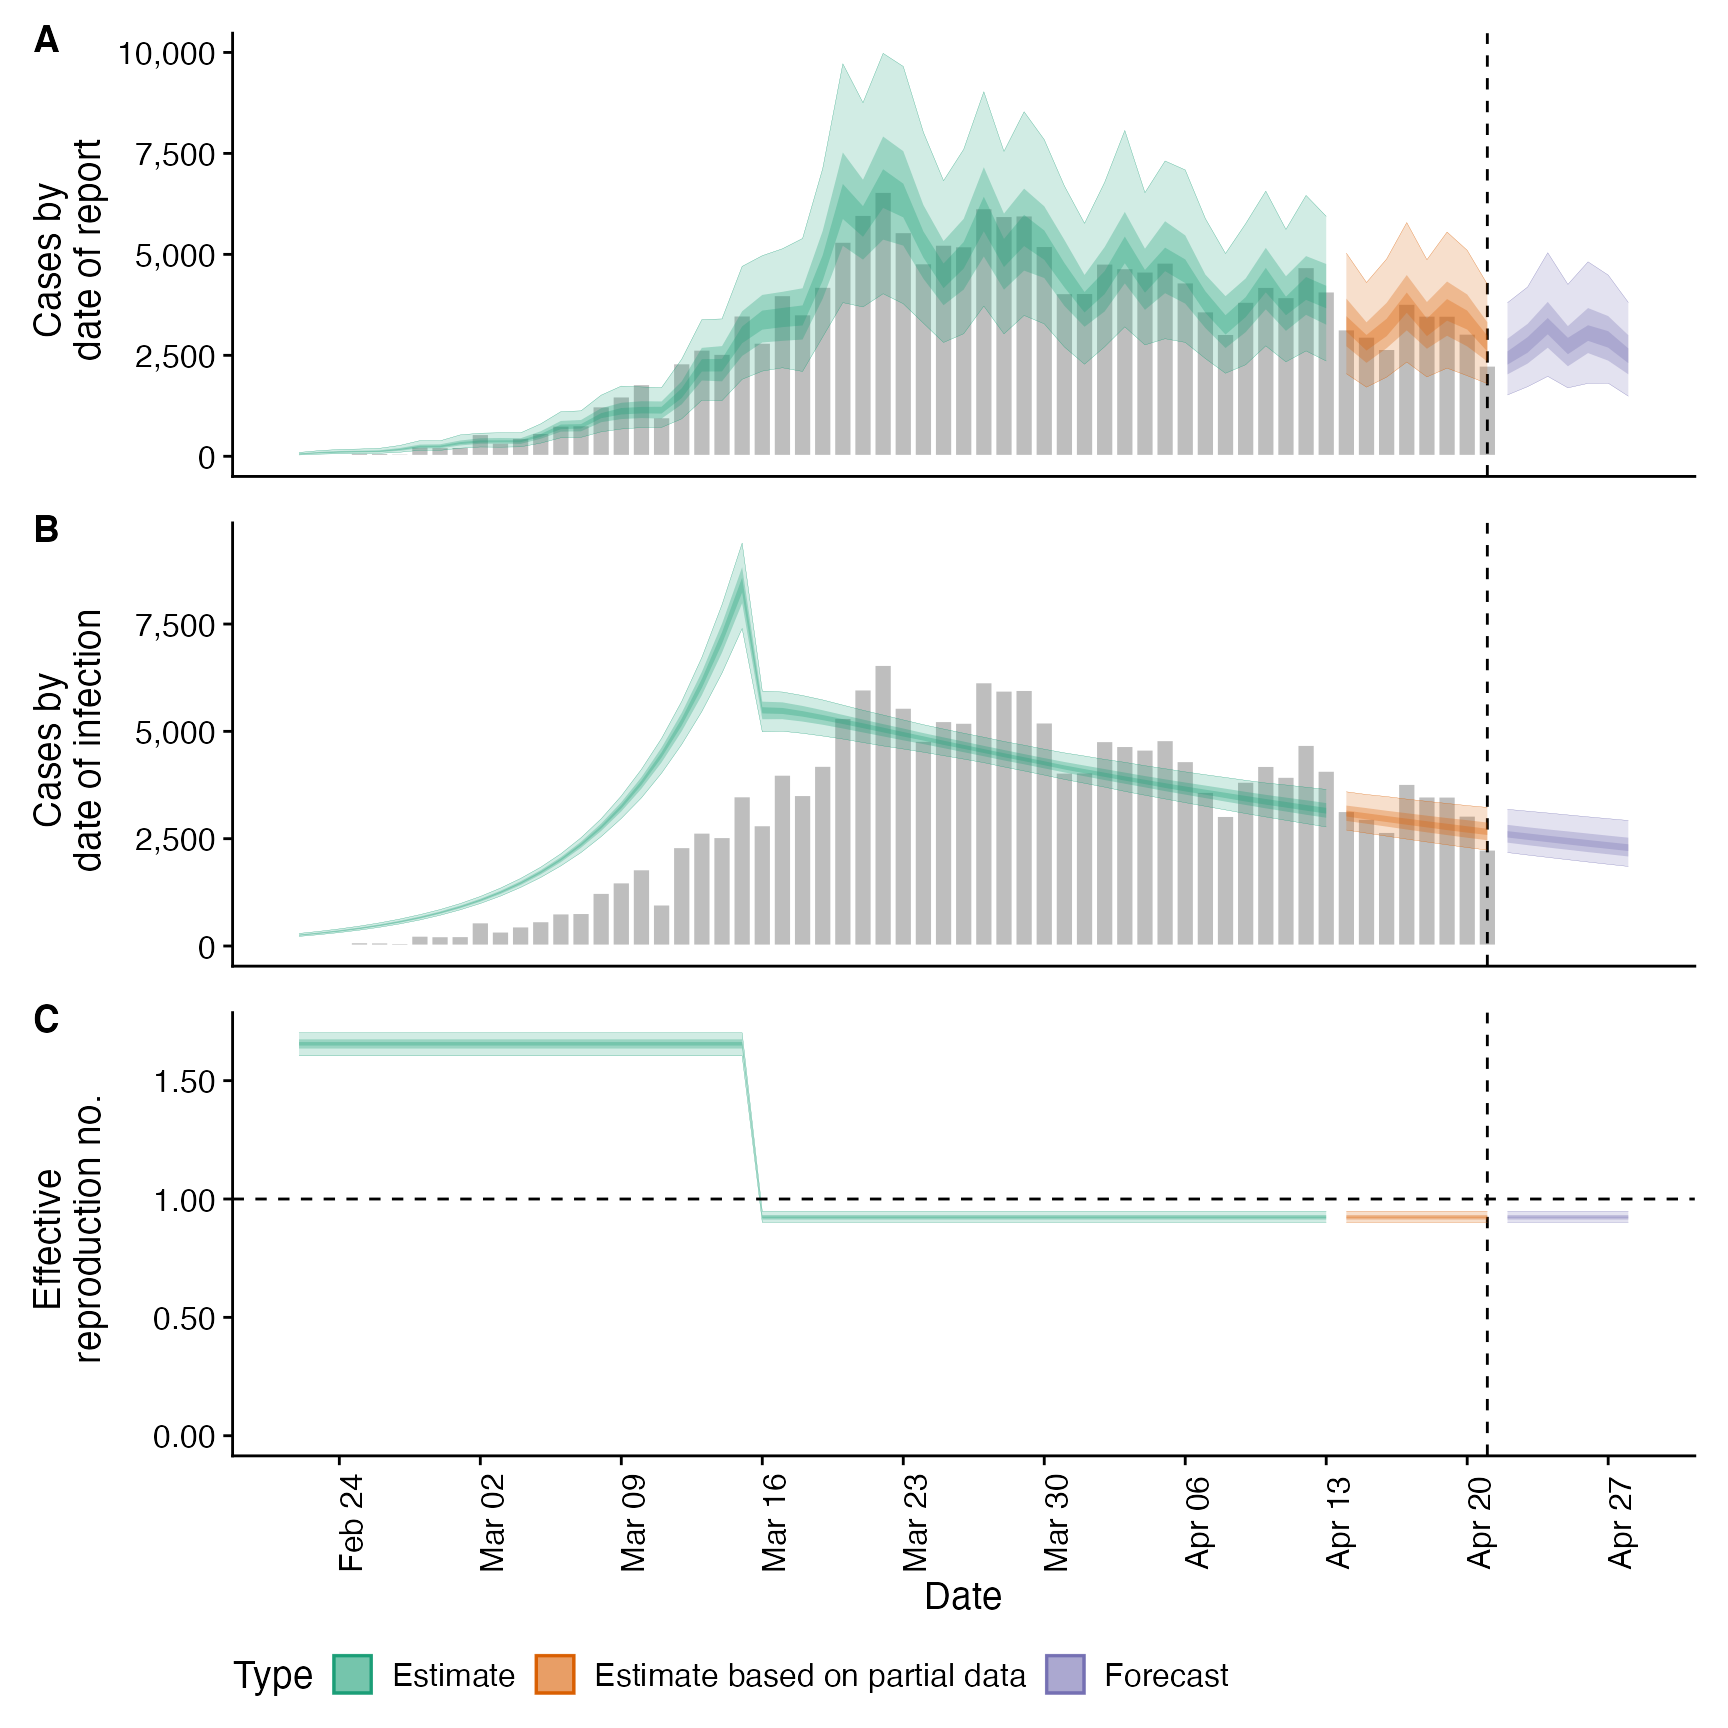 A
Cases by
date of report
10,000
7,500
5,000
2,500
0
B
Cases by
date of infection
7,500
5,000
2,500
0
C
Effective
reproduction no.
1.50
1.00
0.50
0.00
Feb 24
Mar 02
Mar 09
Mar 16
Mar 23
Mar 30
Apr 06
Apr 13
Apr 20
Apr 27
Date
Type Estimate Estimate based on partial data Forecast